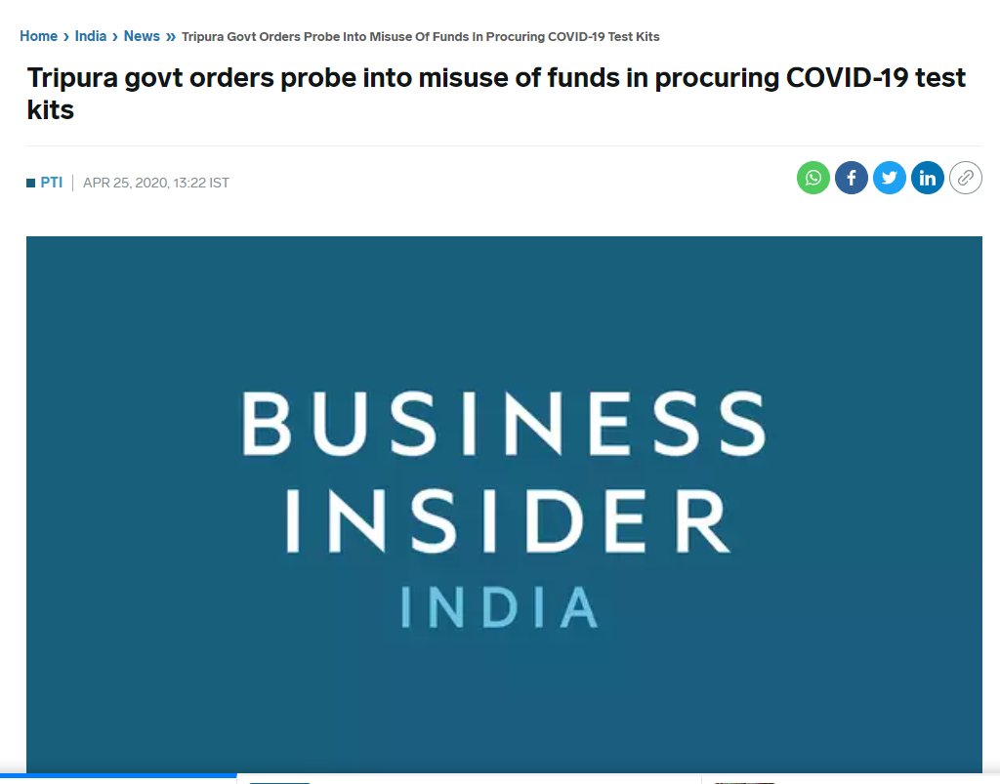 Home › India › News » Tripura Govt Orders Probe Into Misuse Of Funds In Procuring COVID-19 Test Kits
Tripura govt orders probe into misuse of funds in procuring COVID-19 test
kits
PTI | APR 25, 2020, 13:22 IST
BUSINESS
INSIDER
INDIA